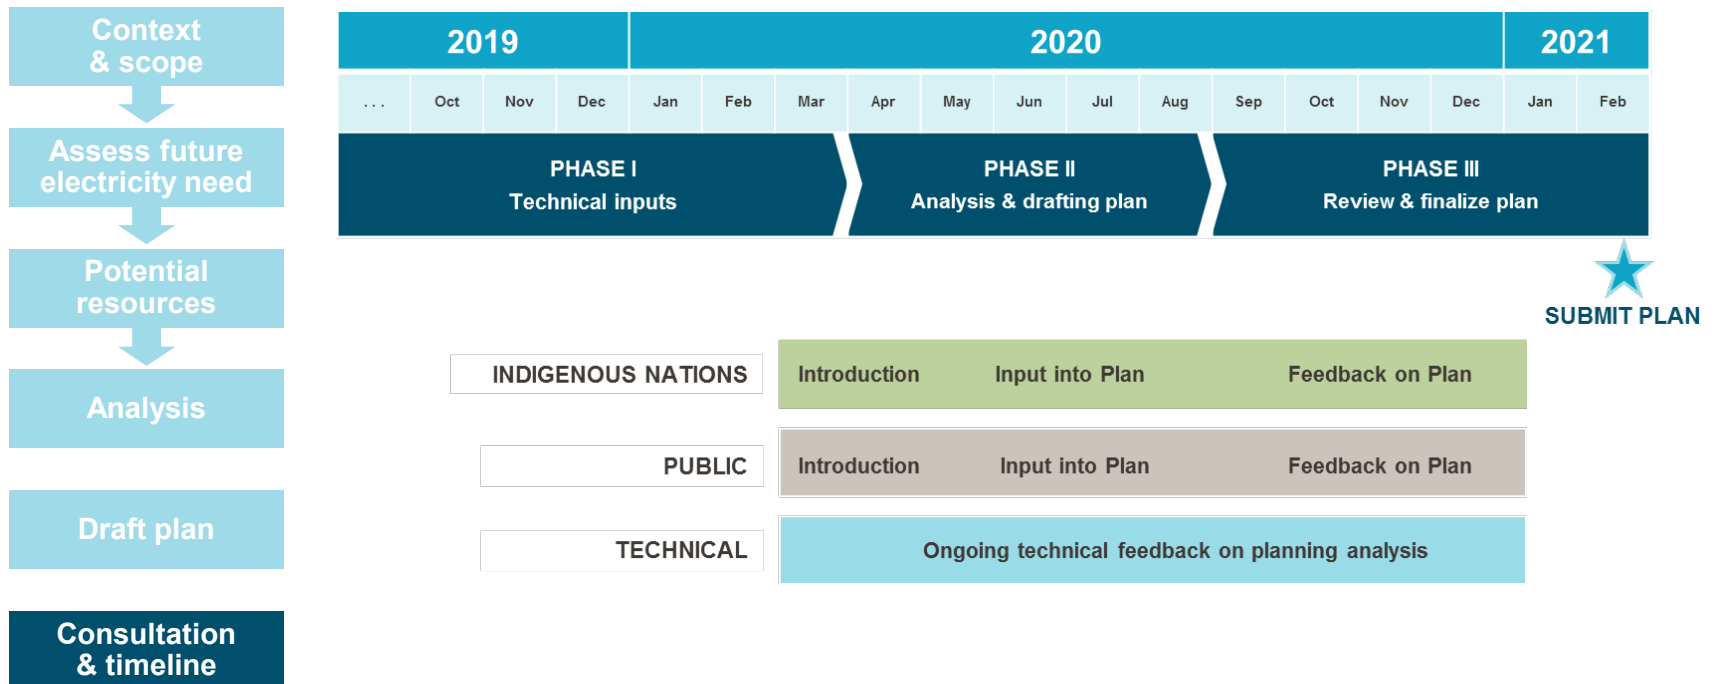 Context
& scope
Assess future
electricity need
Potential
resources
Analysis
Draft plan
Consultation
& timeline
2019 2020 2021
... Oct Nov Dec Jan Feb Mar Apr May Jun Jul Aug Sep Oct Nov Dec Jan Feb
PHASE I
Technical inputs
PHASE II
Analysis & drafting plan
PHASE III
Review & finalize plan
SUBMIT PLAN
INDIGENOUS NATIONS Introduction Input into Plan Feedback on Plan
PUBLIC Introduction Input into Plan Feedback on Plan
TECHNICAL Ongoing technical feedback on planning analysis